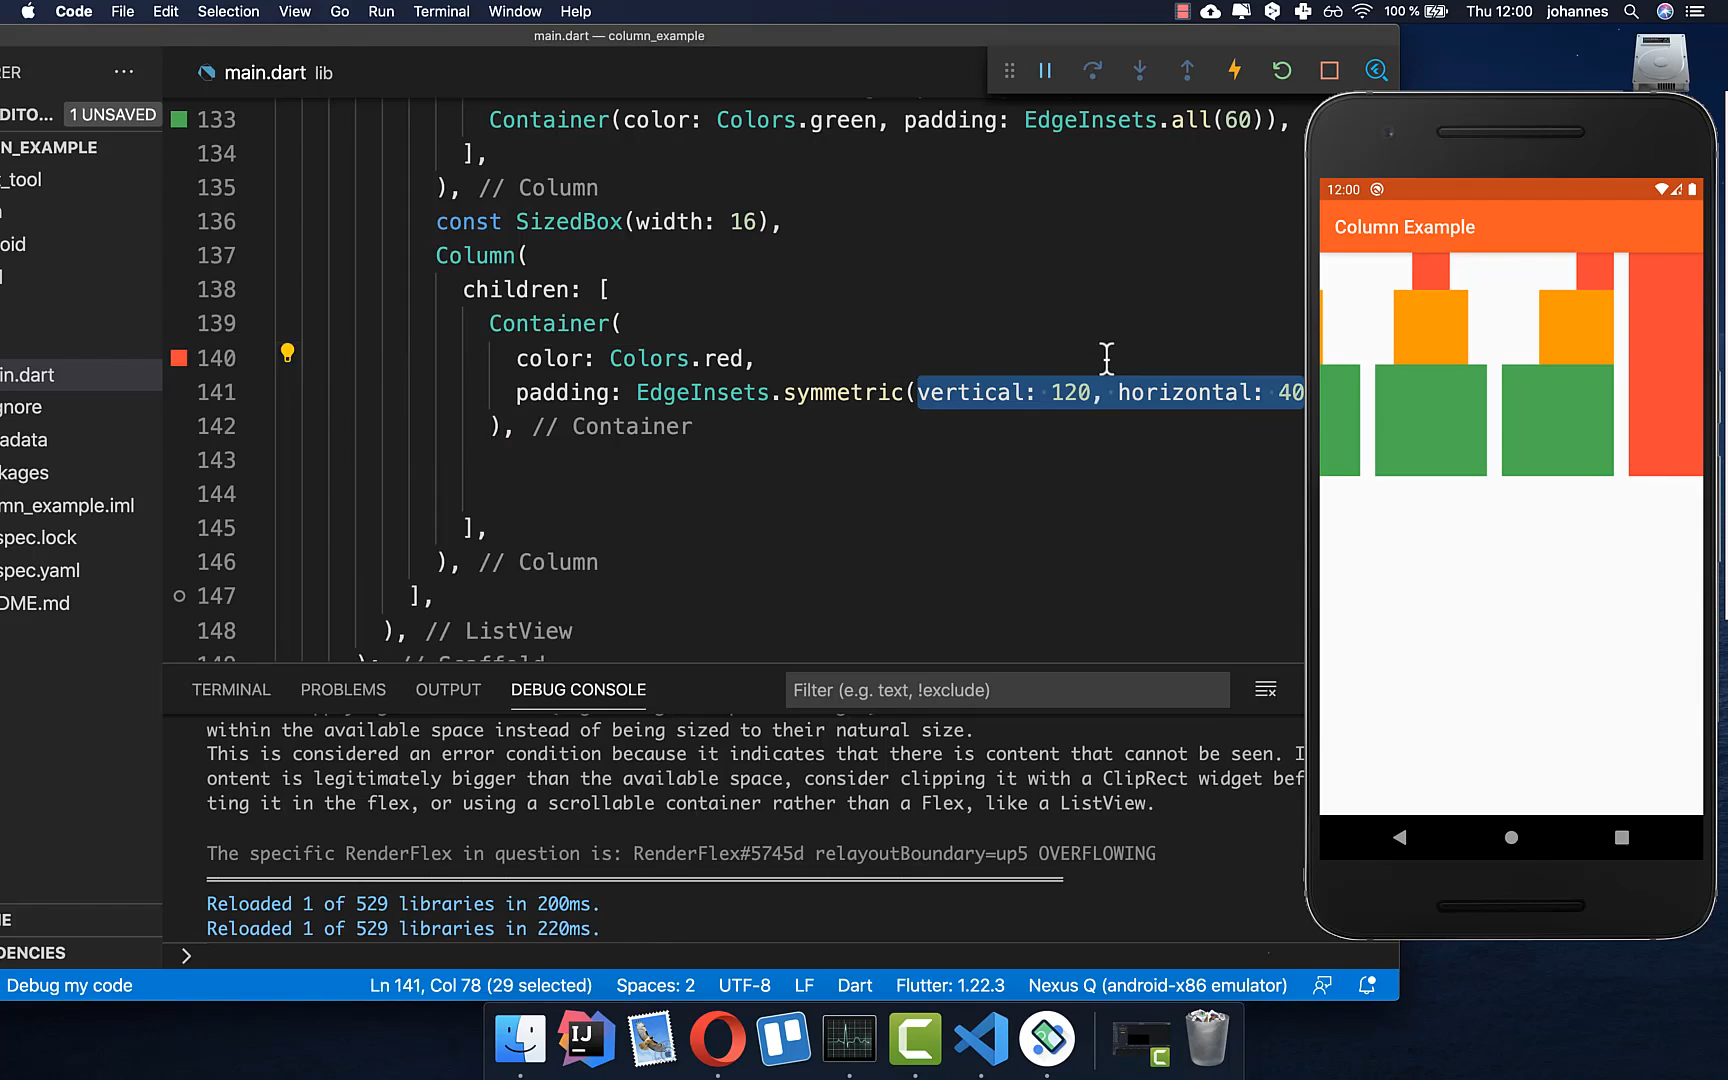 Code File Edit Selection View Go Run Terminal Window Help 100 % Thu 12:00 johannes
main.dart — column_example
ER
main.dart lib
DITO... 1 UNSAVED
N_EXAMPLE
t_tool
oid
in.dart
gnore
adata
kages
mn_example.iml
spec.lock
spec.yaml
DME.md
ME
DENCIES
133 Container(color: Colors.green, padding: EdgeInsets.all(60)),
134 ],
135 ), // Column
136 const SizedBox(width: 16),
137 Column(
138 children: [
139 Container(
140 color: Colors.red,
141 padding: EdgeInsets.symmetric(vertical: 120, horizontal: 40
142 ), // Container
143
144
145 ],
146 ), // Column
147 ],
148 ), // ListView
149 ); // Scaffold
TERMINAL PROBLEMS OUTPUT DEBUG CONSOLE Filter (e.g. text, !exclude)
within the available space instead of being sized to their natural size.
This is considered an error condition because it indicates that there is content that cannot be seen. I
ontent is legitimately bigger than the available space, consider clipping it with a ClipRect widget bef
ting it in the flex, or using a scrollable container rather than a Flex, like a ListView.
The specific RenderFlex in question is: RenderFlex#5745d relayoutBoundary=up5 OVERFLOWING
Reloaded 1 of 529 libraries in 200ms.
Reloaded 1 of 529 libraries in 220ms.
Debug my code Ln 141, Col 78 (29 selected) Spaces: 2 UTF-8 LF Dart Flutter: 1.22.3 Nexus Q (android-x86 emulator)
12:00
Column Example
IJ
C
C